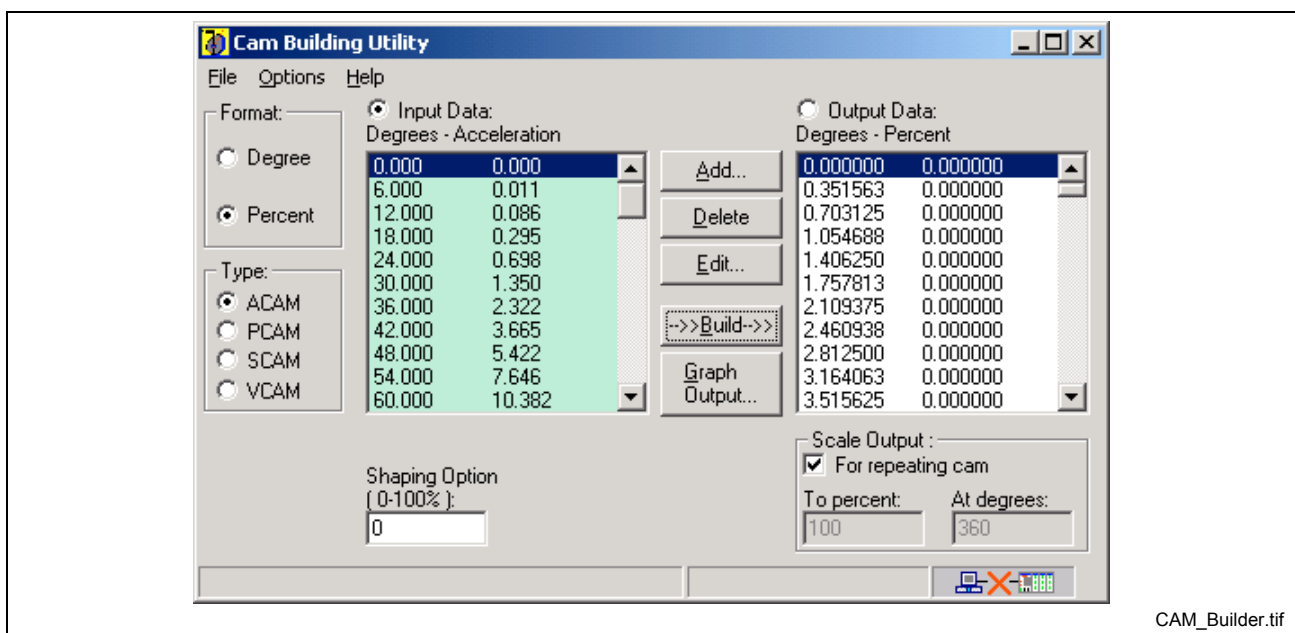 Cam Building Utility
File Options Help
Format:
Degree
Percent
Type:
ACAM
PCAM
SCAM
VCAM
Input Data:
Degrees - Acceleration
0.000 0.000
6.000 0.011
12.000 0.086
18.000 0.295
24.000 0.698
30.000 1.350
36.000 2.322
42.000 3.665
48.000 5.422
54.000 7.646
60.000 10.382
Shaping Option
( 0-100% ):
0
Add...
Delete
Edit...
-->>Build-->>
Graph
Output...
Output Data:
Degrees - Percent
0.000000 0.000000
0.351563 0.000000
0.703125 0.000000
1.054688 0.000000
1.406250 0.000000
1.757813 0.000000
2.109375 0.000000
2.460938 0.000000
2.812500 0.000000
3.164063 0.000000
3.515625 0.000000
Scale Output :
For repeating cam
To percent: At degrees:
100 360
CAM_Builder.tif